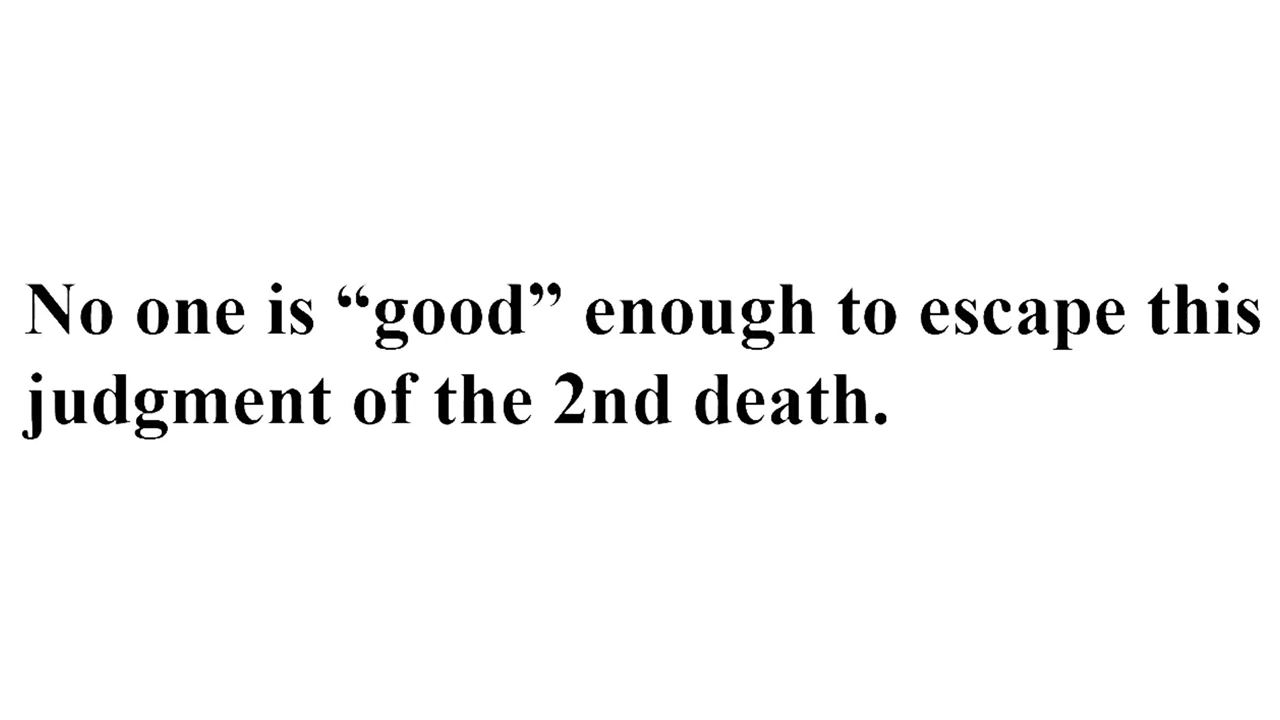 No one is “good” enough to escape this
judgment of the 2nd death.